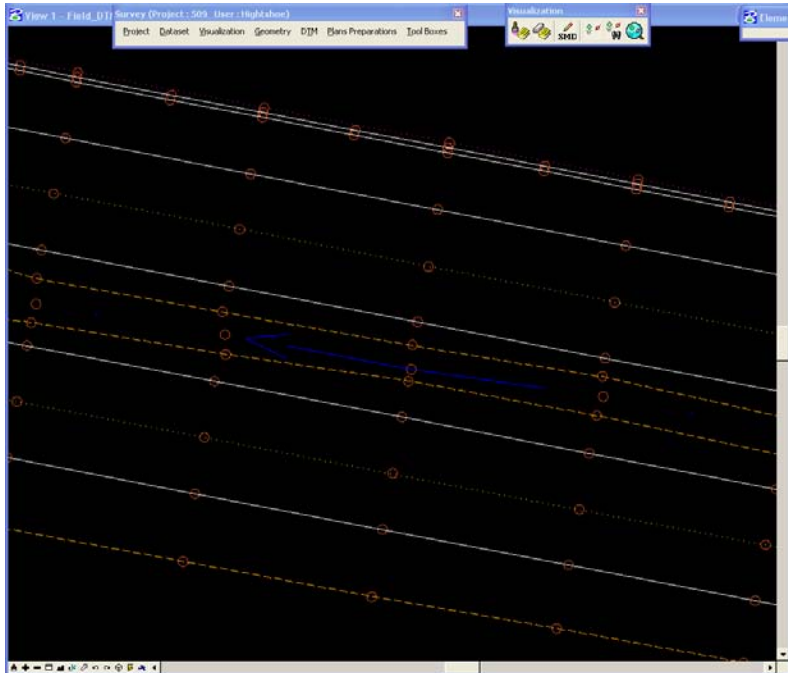 View 1 - Field_DT
Survey (Project : 509 User : Hightshoe)
Project Dataset Visualization Geometry DTM Plans Preparations Tool Boxes
Visualization
SMD
Eleme